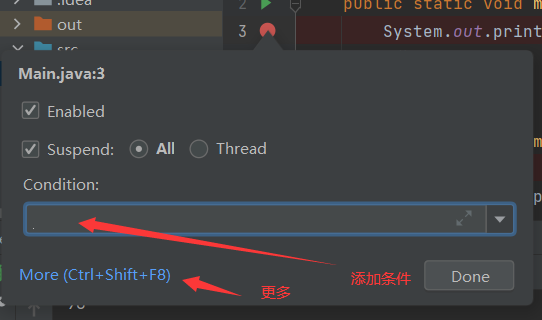 .idea
2 public static void m
out
3 System.out.print
src
Main.java:3
Enabled
Suspend: All Thread
Condition:
添加条件
More (Ctrl+Shift+F8)
更多
Done